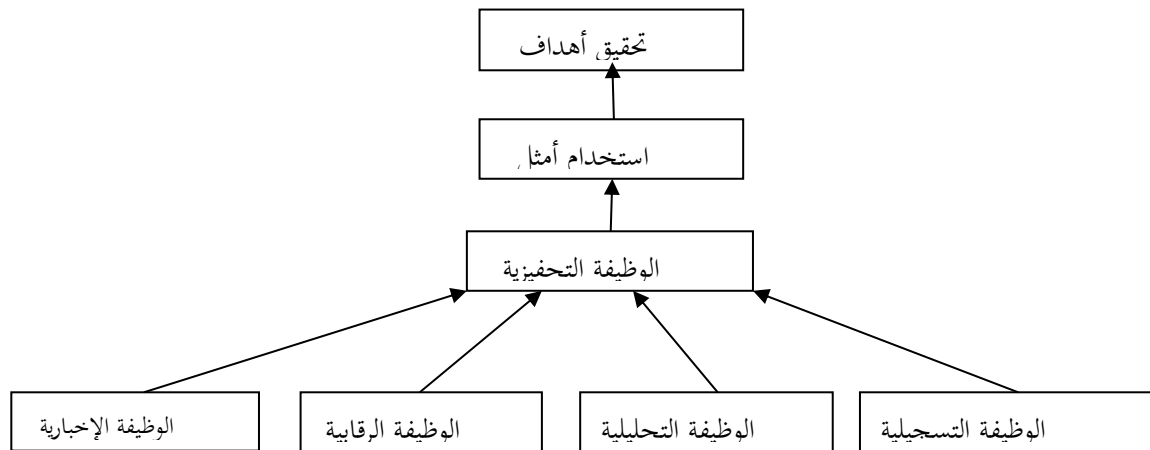 تحقيق أهداف
استخدام أمثل
الوظيفة التحفيزية
الوظيفة التسجيلية
الوظيفة التحليلية
الوظيفة الرقابية
الوظيفة الإخبارية